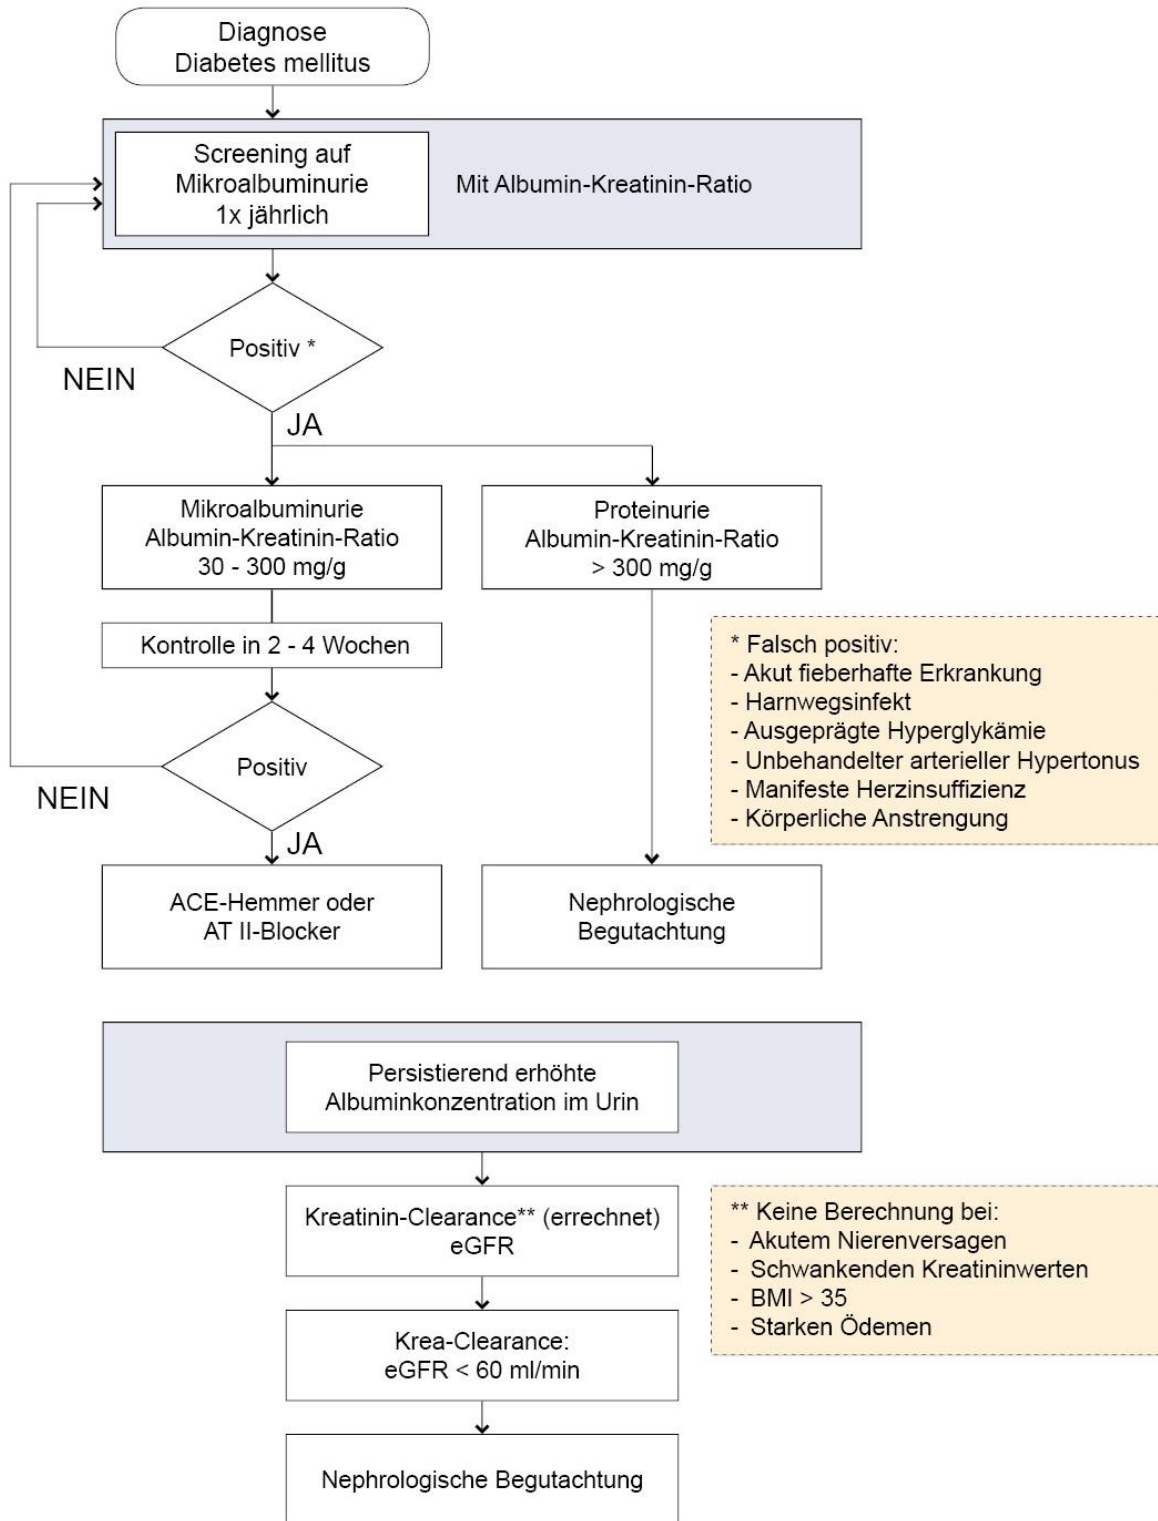 Diagnose
Diabetes mellitus
Screening auf
Mikroalbuminurie
1x jährlich
Mit Albumin-Kreatinin-Ratio
Positiv *
NEIN
JA
Mikroalbuminurie
Albumin-Kreatinin-Ratio
30 - 300 mg/g
Proteinurie
Albumin-Kreatinin-Ratio
> 300 mg/g
Kontrolle in 2 - 4 Wochen
* Falsch positiv:
- Akut fieberhafte Erkrankung
- Harnwegsinfekt
- Ausgeprägte Hyperglykämie
- Unbehandelter arterieller Hypertonus
- Manifeste Herzinsuffizienz
- Körperliche Anstrengung
Positiv
NEIN
JA
ACE-Hemmer oder
AT II-Blocker
Nephrologische
Begutachtung
Persistierend erhöhte
Albuminkonzentration im Urin
Kreatinin-Clearance** (errechnet)
eGFR
** Keine Berechnung bei:
- Akutem Nierenversagen
- Schwankenden Kreatininwerten
- BMI > 35
- Starken Ödemen
Krea-Clearance:
eGFR < 60 ml/min
Nephrologische Begutachtung